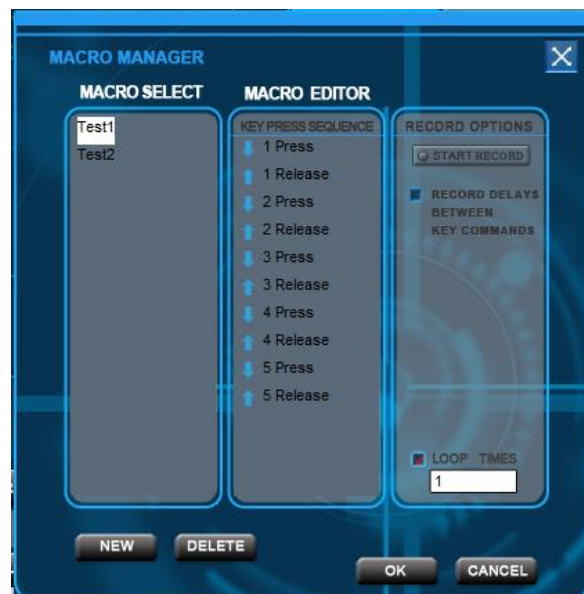 MACRO MANAGER
MACRO SELECT
Test1
Test2
MACRO EDITOR
KEY PRESS SEQUENCE
1 Press
1 Release
2 Press
2 Release
3 Press
3 Release
4 Press
4 Release
5 Press
5 Release
RECORD OPTIONS
START RECORD
RECORD DELAYS
BETWEEN
KEY COMMANDS
LOOP TIMES
1
NEW
DELETE
OK
CANCEL